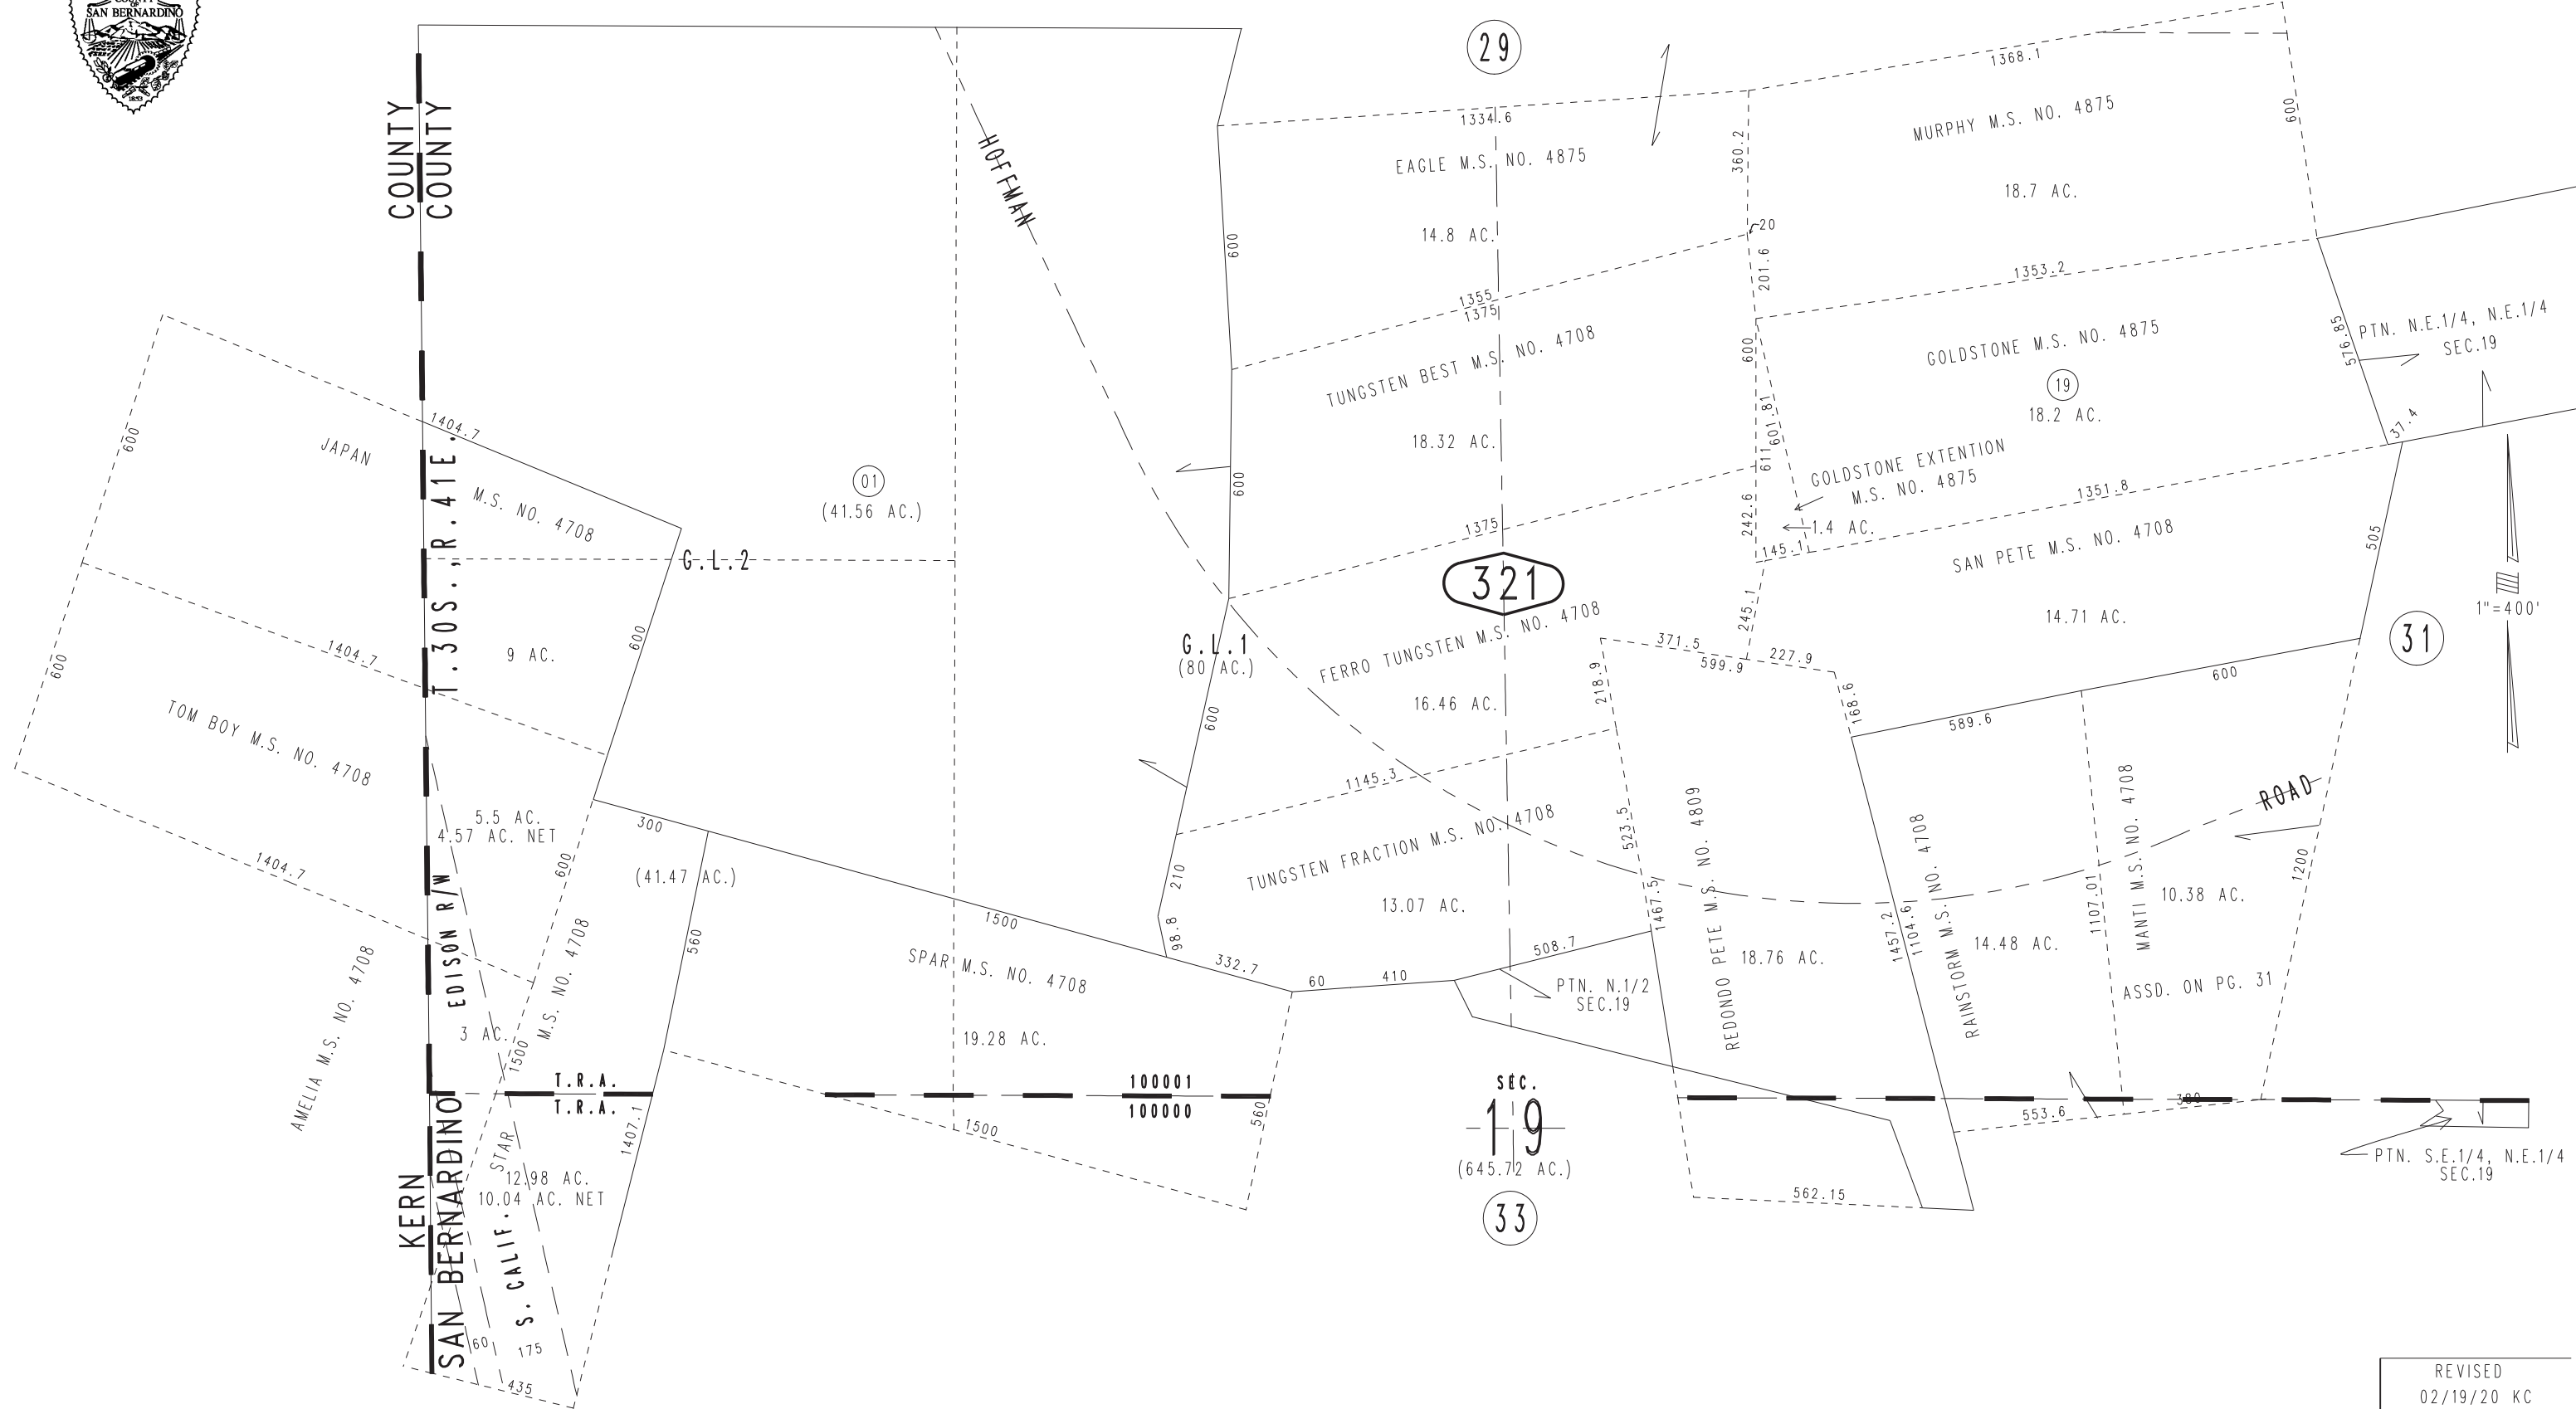 COUNTY
OF
SAN BERNARDINO
1853
COUNTY
COUNTY
HOFFMAN
29
1334.6
EAGLE M.S. NO. 4875
14.8 AC.
600
360.2
20
201.6
1368.1
MURPHY M.S. NO. 4875
18.7 AC.
600
1353.2
1355
1375
TUNGSTEN BEST M.S. NO. 4708
18.32 AC.
600
600
611
601.81
242.6
145.1
GOLDSTONE M.S. NO. 4875
19
18.2 AC.
GOLDSTONE EXTENTION
M.S. NO. 4875
1.4 AC.
1351.8
576.85
PTN. N.E.1/4, N.E.1/4
SEC.19
37.4
1"=400'
JAPAN
M.S. NO. 4708
1404.7
600
T.30S.,R.41E.
01
(41.56 AC.)
G.L.2
9 AC.
600
1404.7
600
TOM BOY M.S. NO. 4708
1404.7
5.5 AC.
4.57 AC. NET
600
300
(41.47 AC.)
560
1500
1375
321
G.L.1
(80 AC.)
FERRO TUNGSTEN M.S. NO. 4708
16.46 AC.
600
245.1
371.5
599.9
227.9
218.9
168.6
SAN PETE M.S. NO. 4708
14.71 AC.
505
31
600
589.6
1145.3
TUNGSTEN FRACTION M.S. NO. 4708
13.07 AC.
210
98.8
332.7
60
410
508.7
523.5
1467.5
REDONDO PETE M.S. NO. 4809
18.76 AC.
1457.2
1104.6
RAINSTORM M.S. NO. 4708
14.48 AC.
1107.01
MANTI M.S. NO. 4708
10.38 AC.
ASSD. ON PG. 31
1200
ROAD
PTN. N.1/2
SEC.19
EDISON R/W
AMELIA M.S. NO. 4708
3 AC.
M.S. NO. 4708
1500
SPAR M.S. NO. 4708
19.28 AC.
T.R.A.
T.R.A.
100001
100000
1500
560
1407.1
SEC.
19
(645.72 AC.)
33
562.15
553.6
380
PTN. S.E.1/4, N.E.1/4
SEC.19
KERN
SAN BERNARDINO
STAR
12.98 AC.
10.04 AC. NET
S. CALIF.
60
175
435
REVISED
02/19/20 KC